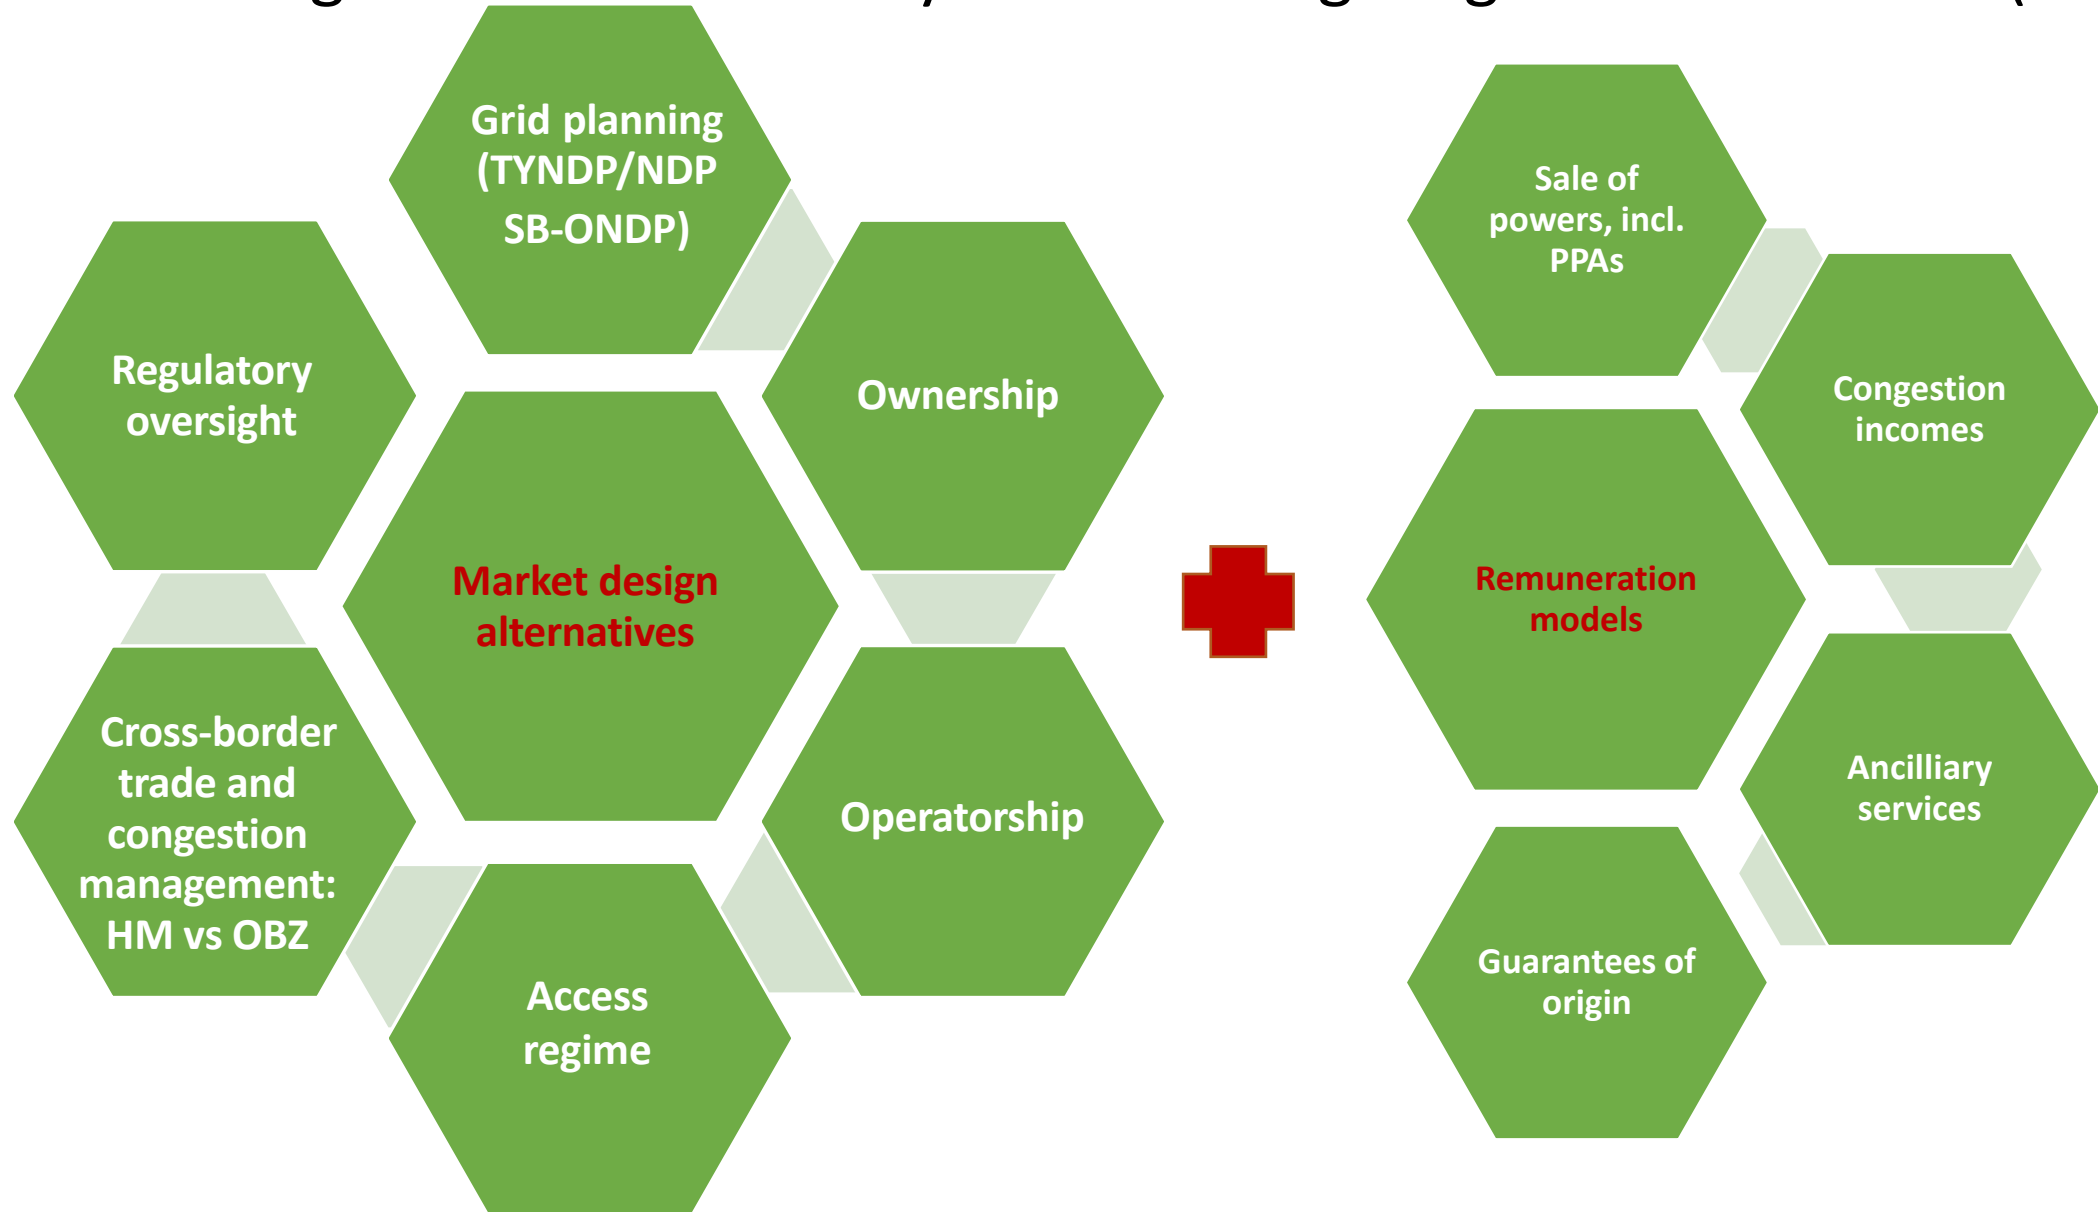 Grid planning
(TYNDP/NDP
SB-ONDP)
Regulatory
oversight
Ownership
Market design
alternatives
Cross-border
trade and
congestion
management:
HM vs OBZ
Operatorship
Access
regime
Sale of
powers, incl.
PPAs
Congestion
incomes
Remuneration
models
Ancilliary
services
Guarantees of
origin